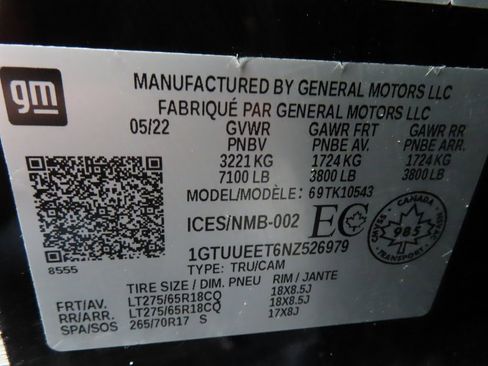 gm
MANUFACTURED BY GENERAL MOTORS LLC
FABRIQUÉ PAR GENERAL MOTORS LLC
05/22 GVWR GAWR FRT GAWR RR
PNBV PNBE AV. PNBE ARR.
3221 KG 1724 KG 1724 KG
7100 LB 3800 LB 3800 LB
MODEL/MODÈLE: 69TK10543
ICES/NMB-002 EC
CANADA
985
TRANSPORT
1GTUUEET6NZ526979
8555
TYPE: TRU/CAM
TIRE SIZE / DIM. PNEU RIM / JANTE
FRT/AV. LT275/65R18CQ 18X8.5J
RR/ARR. LT275/65R18CQ 18X8.5J
SPA/SOS 265/70R17 S 17X8J